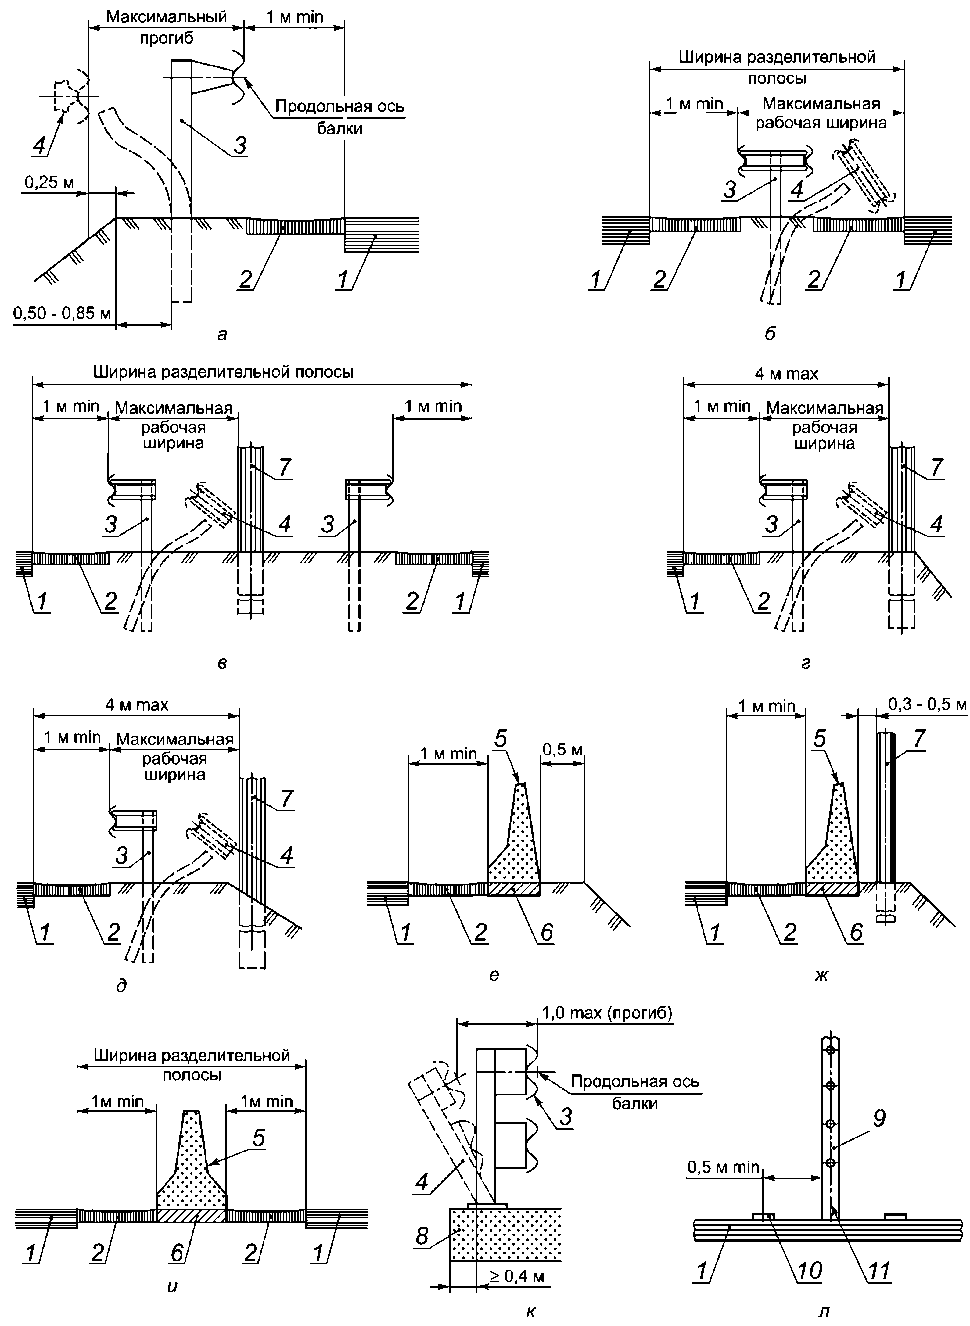 Максимальный
прогиб
1 м min
Продольная ось
балки
4
3
0,25 м
2
1
0,50 - 0,85 м
а
Ширина разделительной
полосы
1 м min
Максимальная
рабочая ширина
3
4
1
2
2
1
б
Ширина разделительной полосы
1 м min
Максимальная
рабочая
ширина
1 м min
7
3
4
3
1
2
2
1
в
4 м max
1 м min
Максимальная
рабочая
ширина
7
3
4
1
2
г
4 м max
1 м min
Максимальная
рабочая
ширина
7
3
4
1
2
д
5
1 м min
0,5 м
1
2
6
е
1 м min
0,3 - 0,5 м
5
7
1
2
6
ж
Ширина разделительной
полосы
1м min
1м min
5
1
2
6
2
1
и
1,0 max (прогиб)
Продольная ось
балки
3
4
8
≥ 0,4 м
к
9
0,5 м min
1
10
11
л